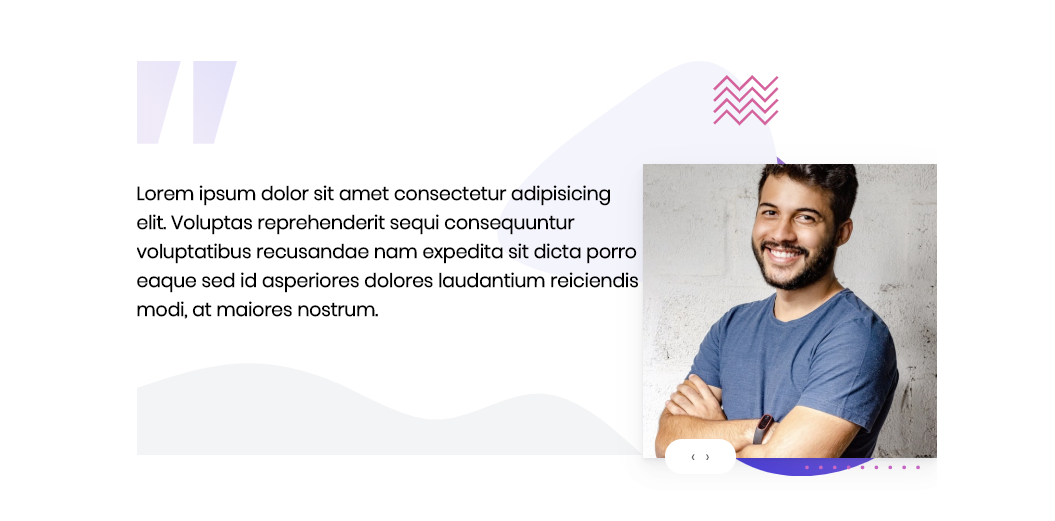 Lorem ipsum dolor sit amet consectetur adipisicing
elit. Voluptas reprehenderit sequi consequuntur
voluptatibus recusandae nam expedita sit dicta porro
eaque sed id asperiores dolores laudantium reiciendis
modi, at maiores nostrum.